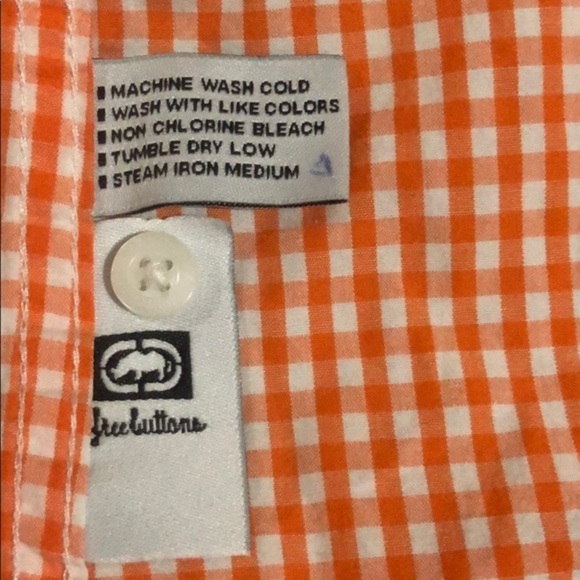 MACHINE WASH COLD
WASH WITH LIKE COLORS
NON CHLORINE BLEACH
TUMBLE DRY LOW
STEAM IRON MEDIUM
free buttons